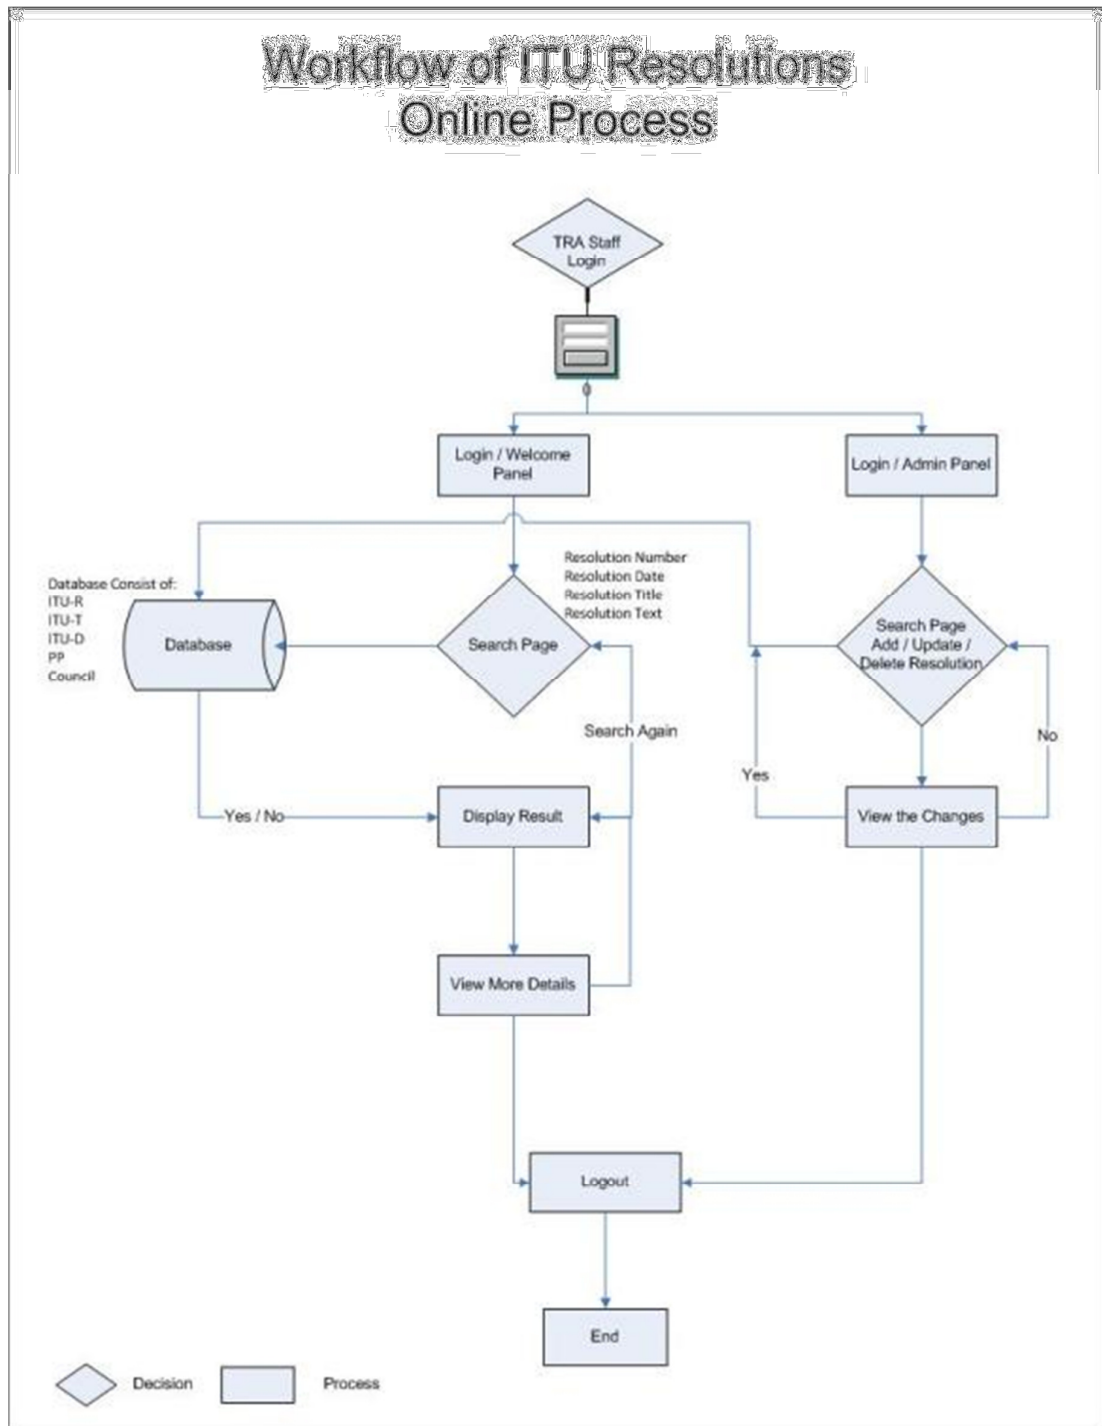 Workflow of ITU Resolutions
Online Process
TRA Staff
Login
0
Login / Welcome
Panel
Login / Admin Panel
Resolution Number
Resolution Date
Resolution Title
Resolution Text
Database Consist of:
ITU-R
ITU-T
ITU-D
PP
Council
Database
Search Page
Search Page
Add / Update /
Delete Resolution
Search Again
No
Yes
Yes / No
Display Result
View the Changes
View More Details
Logout
End
Decision
Process